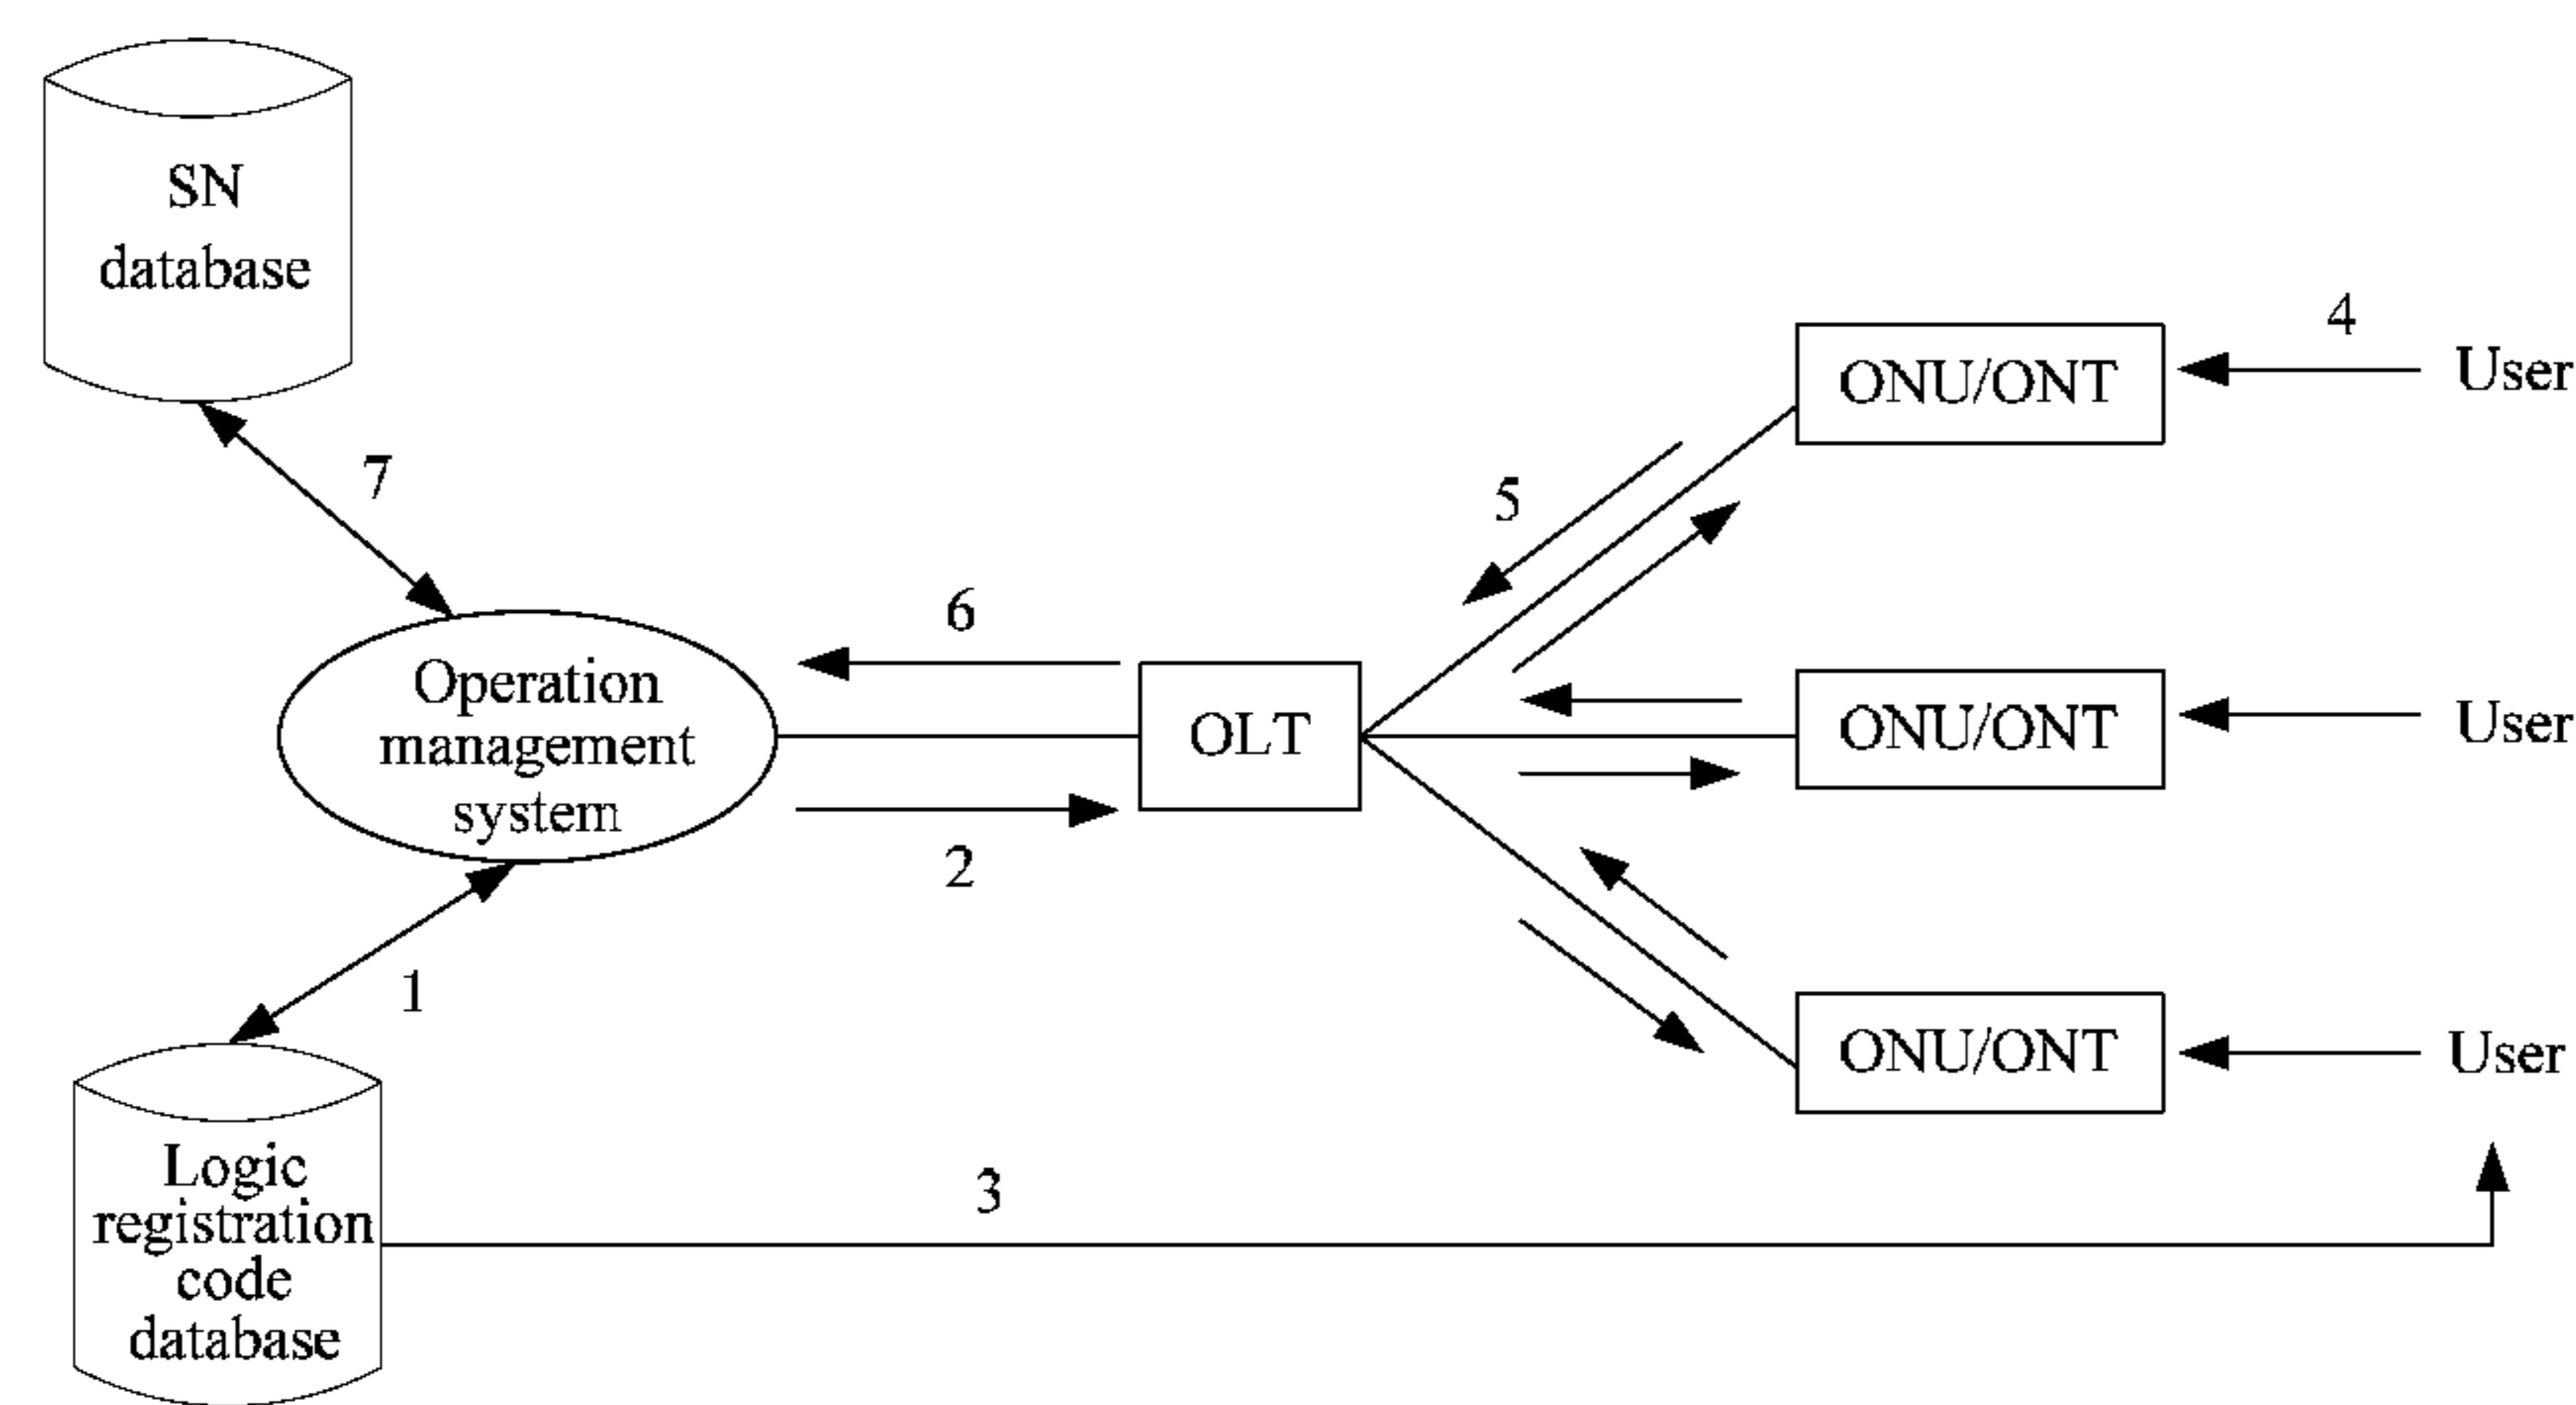 SN
database
4
ONU/ONT
User
7
5
6
Operation
management
system
OLT
ONU/ONT
User
2
1
ONU/ONT
User
Logic
registration
code
database
3